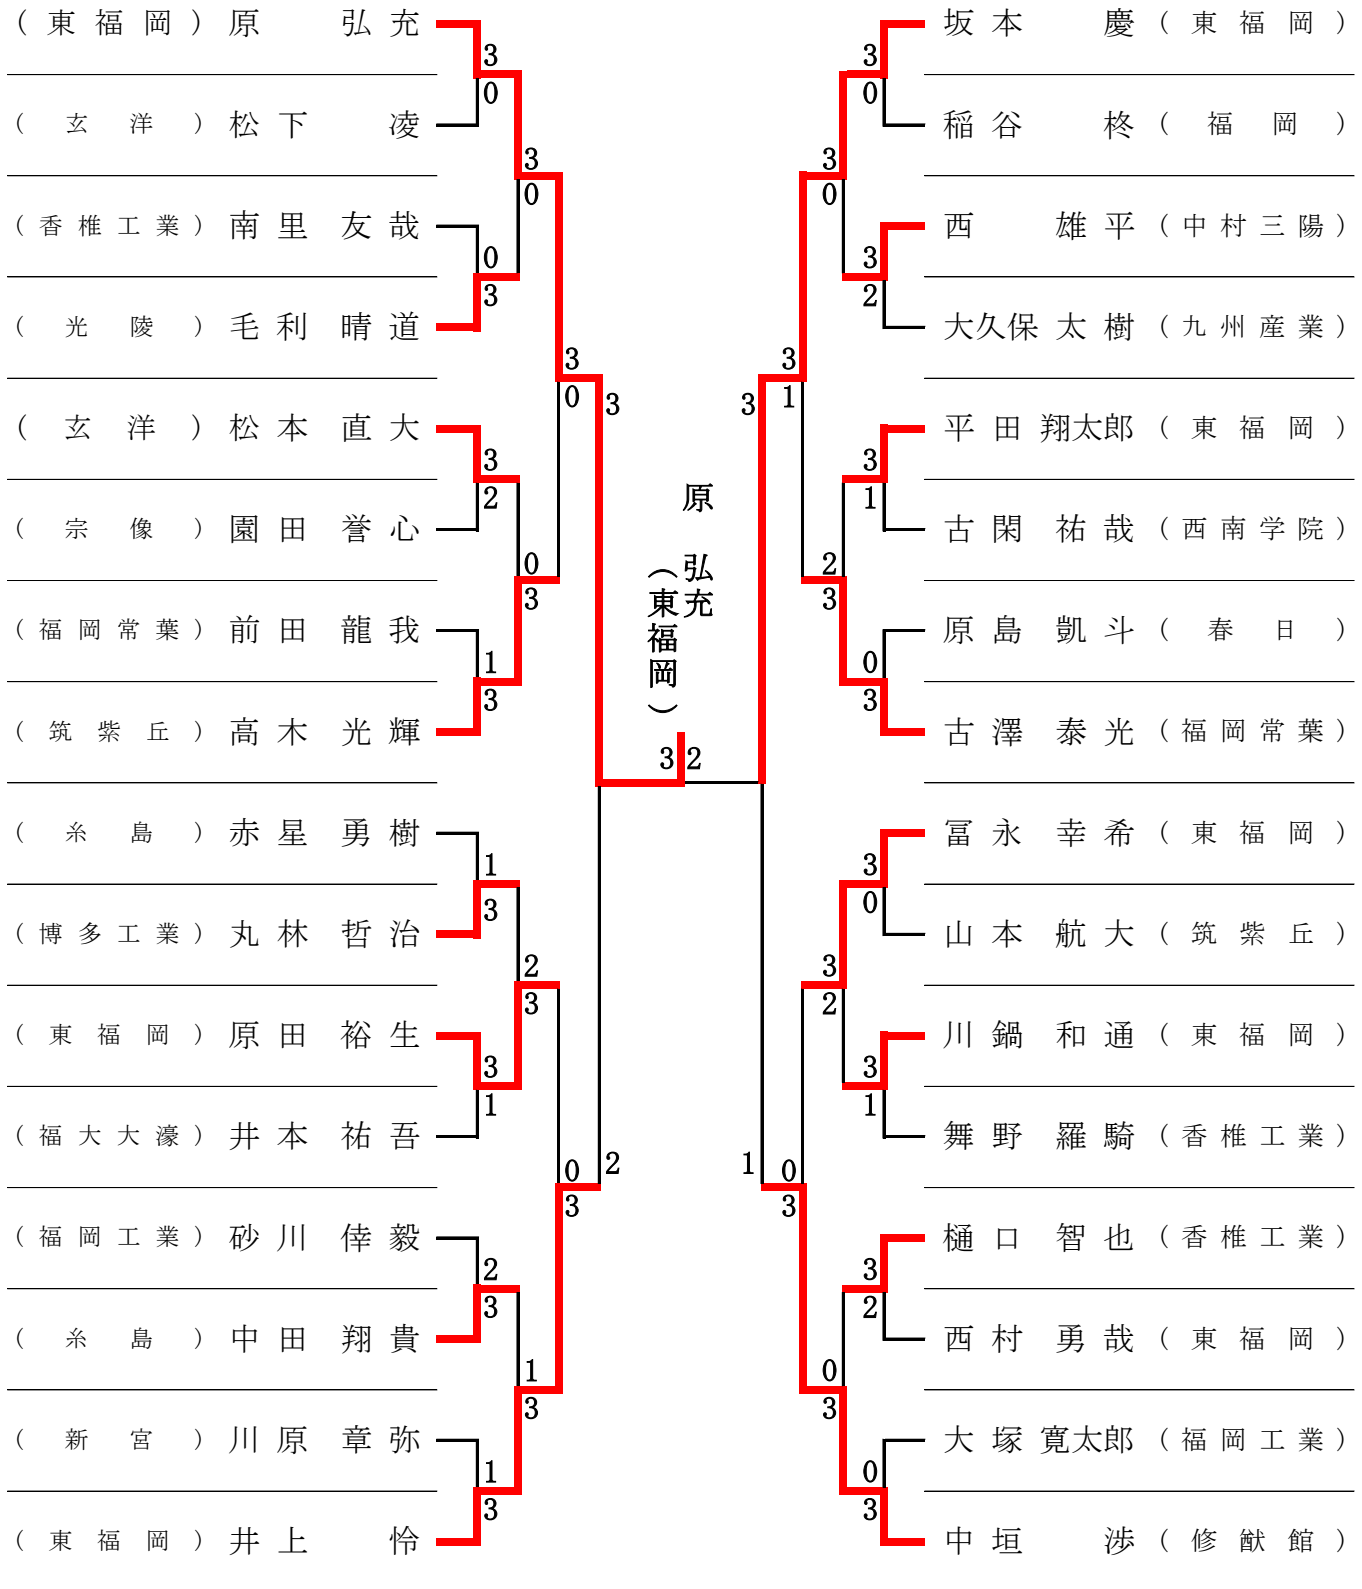 (東福岡) 原 弘充
3
0
(玄洋) 松下 凌
3
0
(香椎工業) 南里 友哉
0
3
(光陵) 毛利 晴道
3
0
3
(玄洋) 松本 直大
3
2
(宗像) 園田 誉心
0
3
(福岡常葉) 前田 龍我
1
3
(筑紫丘) 高木 光輝
(糸島) 赤星 勇樹
1
3
(博多工業) 丸林 哲治
2
3
(東福岡) 原田 裕生
3
1
(福大大濠) 井本 祐吾
0
3
2
(福岡工業) 砂川 倖毅
2
3
(糸島) 中田 翔貴
1
3
(新宮) 川原 章弥
1
3
(東福岡) 井上 怜
原 弘充
(東福岡)
3 2
坂本 慶 (東福岡)
3
0
稲谷 柊 (福岡)
3
0
西 雄平 (中村三陽)
3
2
大久保 太樹 (九州産業)
3
1
3
平田 翔太郎 (東福岡)
3
1
古閑 祐哉 (西南学院)
2
3
原島 凱斗 (春日)
0
3
古澤 泰光 (福岡常葉)
冨永 幸希 (東福岡)
3
0
山本 航大 (筑紫丘)
3
2
川鍋 和通 (東福岡)
3
1
舞野 羅騎 (香椎工業)
1
0
3
樋口 智也 (香椎工業)
3
2
西村 勇哉 (東福岡)
0
3
大塚 寛太郎 (福岡工業)
0
3
中垣 渉 (修猷館)